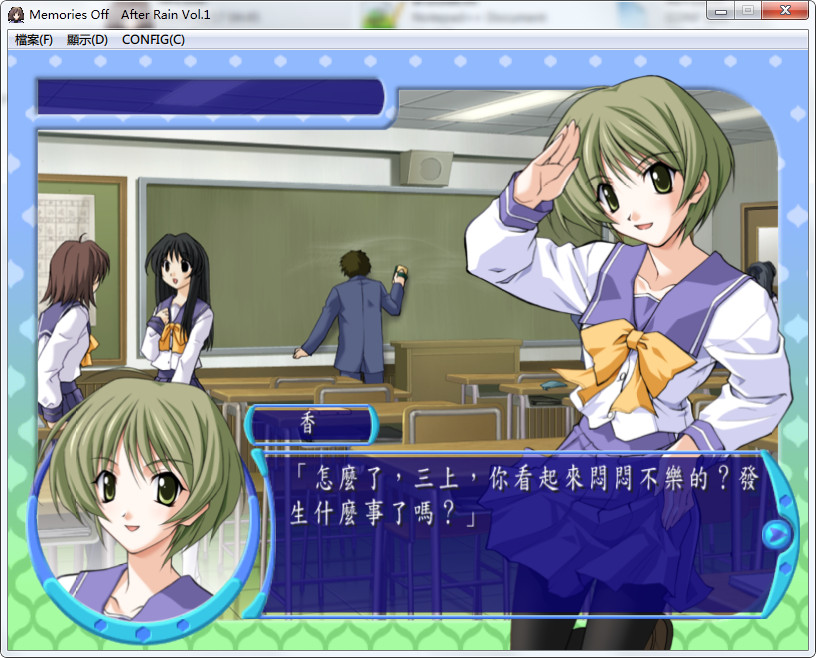 Memories Off After Rain Vol.1
檔案(F) 顯示(D) CONFIG(C)
香
「怎麼了，三上，你看起來悶悶不樂的？發
生什麼事了嗎？」